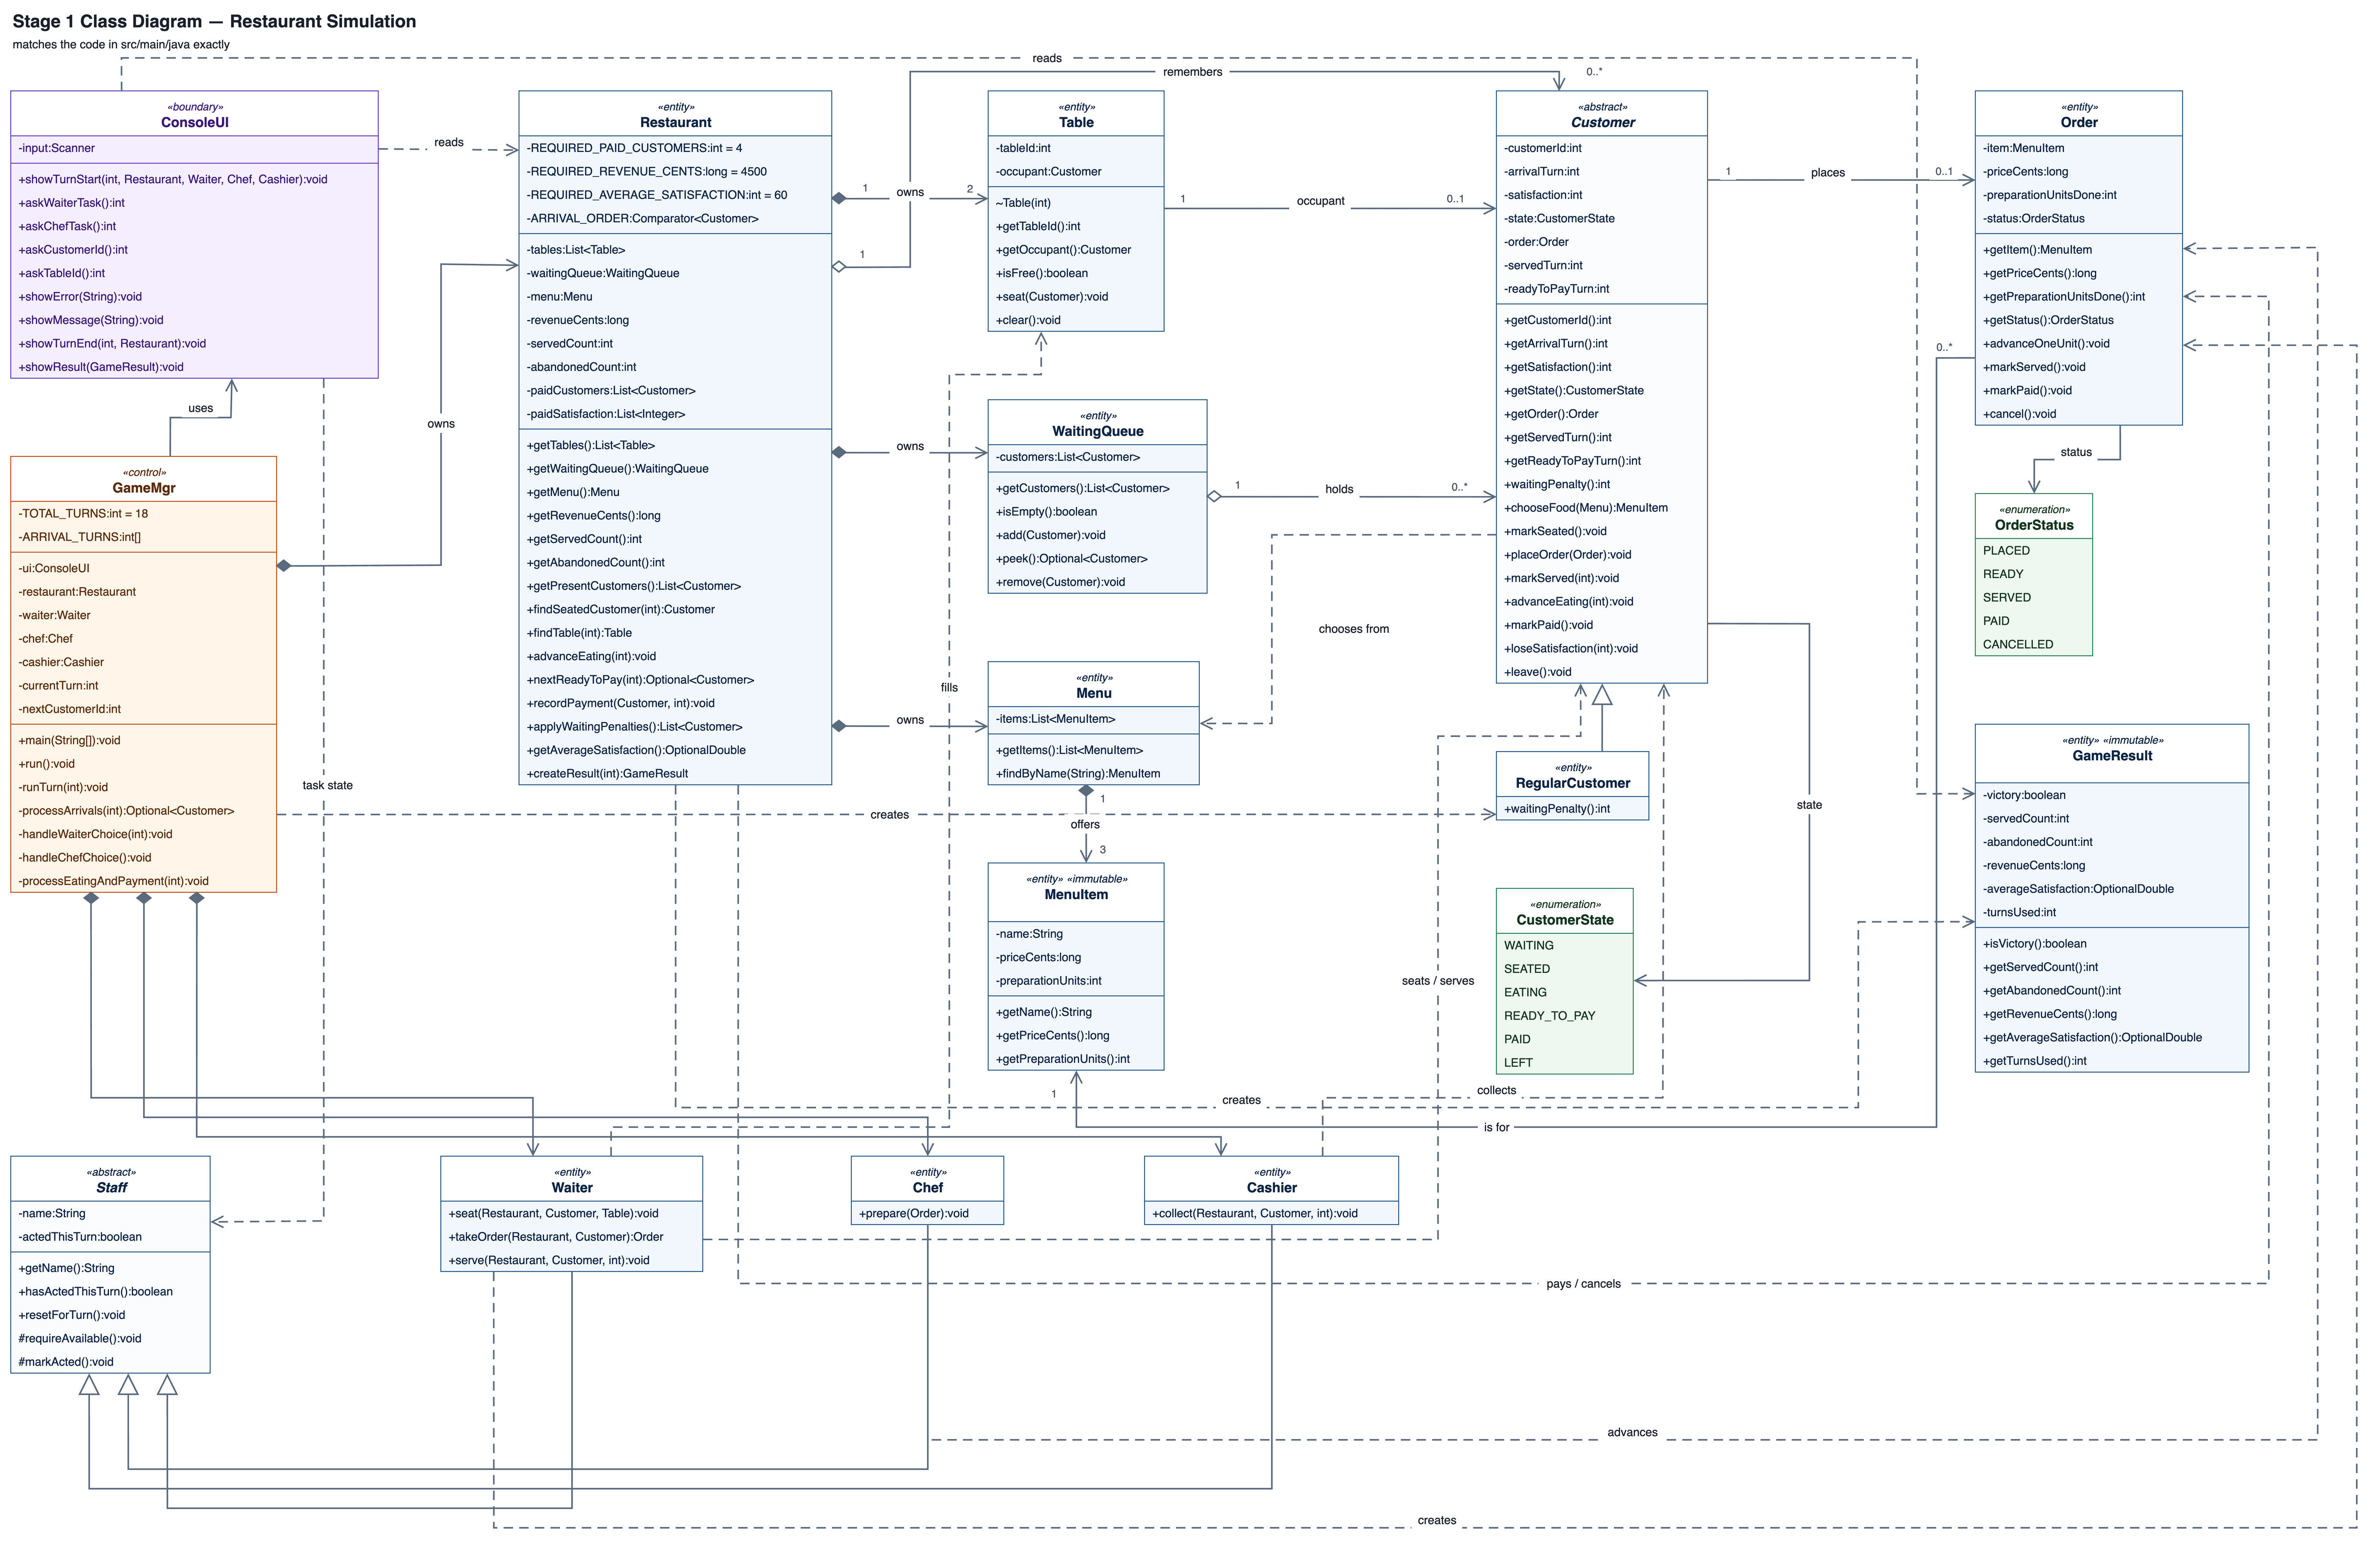 Stage 1 Class Diagram — Restaurant Simulation
matches the code in src/main/java exactly
reads
remembers
0..*
«boundary»
ConsoleUI
-input:Scanner
+showTurnStart(int, Restaurant, Waiter, Chef, Cashier):void
+askWaiterTask():int
+askChefTask():int
+askCustomerId():int
+askTableId():int
+showError(String):void
+showMessage(String):void
+showTurnEnd(int, Restaurant):void
+showResult(GameResult):void
reads
uses
owns
task state
«control»
GameMgr
-TOTAL_TURNS:int = 18
-ARRIVAL_TURNS:int[]
-ui:ConsoleUI
-restaurant:Restaurant
-waiter:Waiter
-chef:Chef
-cashier:Cashier
-currentTurn:int
-nextCustomerId:int
+main(String[]):void
+run():void
-runTurn(int):void
-processArrivals(int):Optional<Customer>
-handleWaiterChoice(int):void
-handleChefChoice():void
-processEatingAndPayment(int):void
«entity»
Restaurant
-REQUIRED_PAID_CUSTOMERS:int = 4
-REQUIRED_REVENUE_CENTS:long = 4500
-REQUIRED_AVERAGE_SATISFACTION:int = 60
-ARRIVAL_ORDER:Comparator<Customer>
-tables:List<Table>
-waitingQueue:WaitingQueue
-menu:Menu
-revenueCents:long
-servedCount:int
-abandonedCount:int
-paidCustomers:List<Customer>
-paidSatisfaction:List<Integer>
+getTables():List<Table>
+getWaitingQueue():WaitingQueue
+getMenu():Menu
+getRevenueCents():long
+getServedCount():int
+getAbandonedCount():int
+getPresentCustomers():List<Customer>
+findSeatedCustomer(int):Customer
+findTable(int):Table
+advanceEating(int):void
+nextReadyToPay(int):Optional<Customer>
+recordPayment(Customer, int):void
+applyWaitingPenalties():List<Customer>
+getAverageSatisfaction():OptionalDouble
+createResult(int):GameResult
1
owns
2
1
owns
fills
owns
creates
«entity»
Table
-tableId:int
-occupant:Customer
~Table(int)
+getTableId():int
+getOccupant():Customer
+isFree():boolean
+seat(Customer):void
+clear():void
1
occupant
0..1
«entity»
WaitingQueue
-customers:List<Customer>
+getCustomers():List<Customer>
+isEmpty():boolean
+add(Customer):void
+peek():Optional<Customer>
+remove(Customer):void
1
holds
0..*
chooses from
«entity»
Menu
-items:List<MenuItem>
+getItems():List<MenuItem>
+findByName(String):MenuItem
1
offers
3
«entity» «immutable»
MenuItem
-name:String
-priceCents:long
-preparationUnits:int
+getName():String
+getPriceCents():long
+getPreparationUnits():int
1
«abstract»
Customer
-customerId:int
-arrivalTurn:int
-satisfaction:int
-state:CustomerState
-order:Order
-servedTurn:int
-readyToPayTurn:int
+getCustomerId():int
+getArrivalTurn():int
+getSatisfaction():int
+getState():CustomerState
+getOrder():Order
+getServedTurn():int
+getReadyToPayTurn():int
+waitingPenalty():int
+chooseFood(Menu):MenuItem
+markSeated():void
+placeOrder(Order):void
+markServed(int):void
+advanceEating(int):void
+markPaid():void
+loseSatisfaction(int):void
+leave():void
1
places
0..1
«entity»
RegularCustomer
+waitingPenalty():int
state
seats / serves
«enumeration»
CustomerState
WAITING
SEATED
EATING
READY_TO_PAY
PAID
LEFT
collects
creates
is for
«entity»
Order
-item:MenuItem
-priceCents:long
-preparationUnitsDone:int
-status:OrderStatus
+getItem():MenuItem
+getPriceCents():long
+getPreparationUnitsDone():int
+getStatus():OrderStatus
+advanceOneUnit():void
+markServed():void
+markPaid():void
+cancel():void
0..*
status
«enumeration»
OrderStatus
PLACED
READY
SERVED
PAID
CANCELLED
«entity» «immutable»
GameResult
-victory:boolean
-servedCount:int
-abandonedCount:int
-revenueCents:long
-averageSatisfaction:OptionalDouble
-turnsUsed:int
+isVictory():boolean
+getServedCount():int
+getAbandonedCount():int
+getRevenueCents():long
+getAverageSatisfaction():OptionalDouble
+getTurnsUsed():int
«abstract»
Staff
-name:String
-actedThisTurn:boolean
+getName():String
+hasActedThisTurn():boolean
+resetForTurn():void
#requireAvailable():void
#markActed():void
«entity»
Waiter
+seat(Restaurant, Customer, Table):void
+takeOrder(Restaurant, Customer):Order
+serve(Restaurant, Customer, int):void
«entity»
Chef
+prepare(Order):void
«entity»
Cashier
+collect(Restaurant, Customer, int):void
pays / cancels
advances
creates